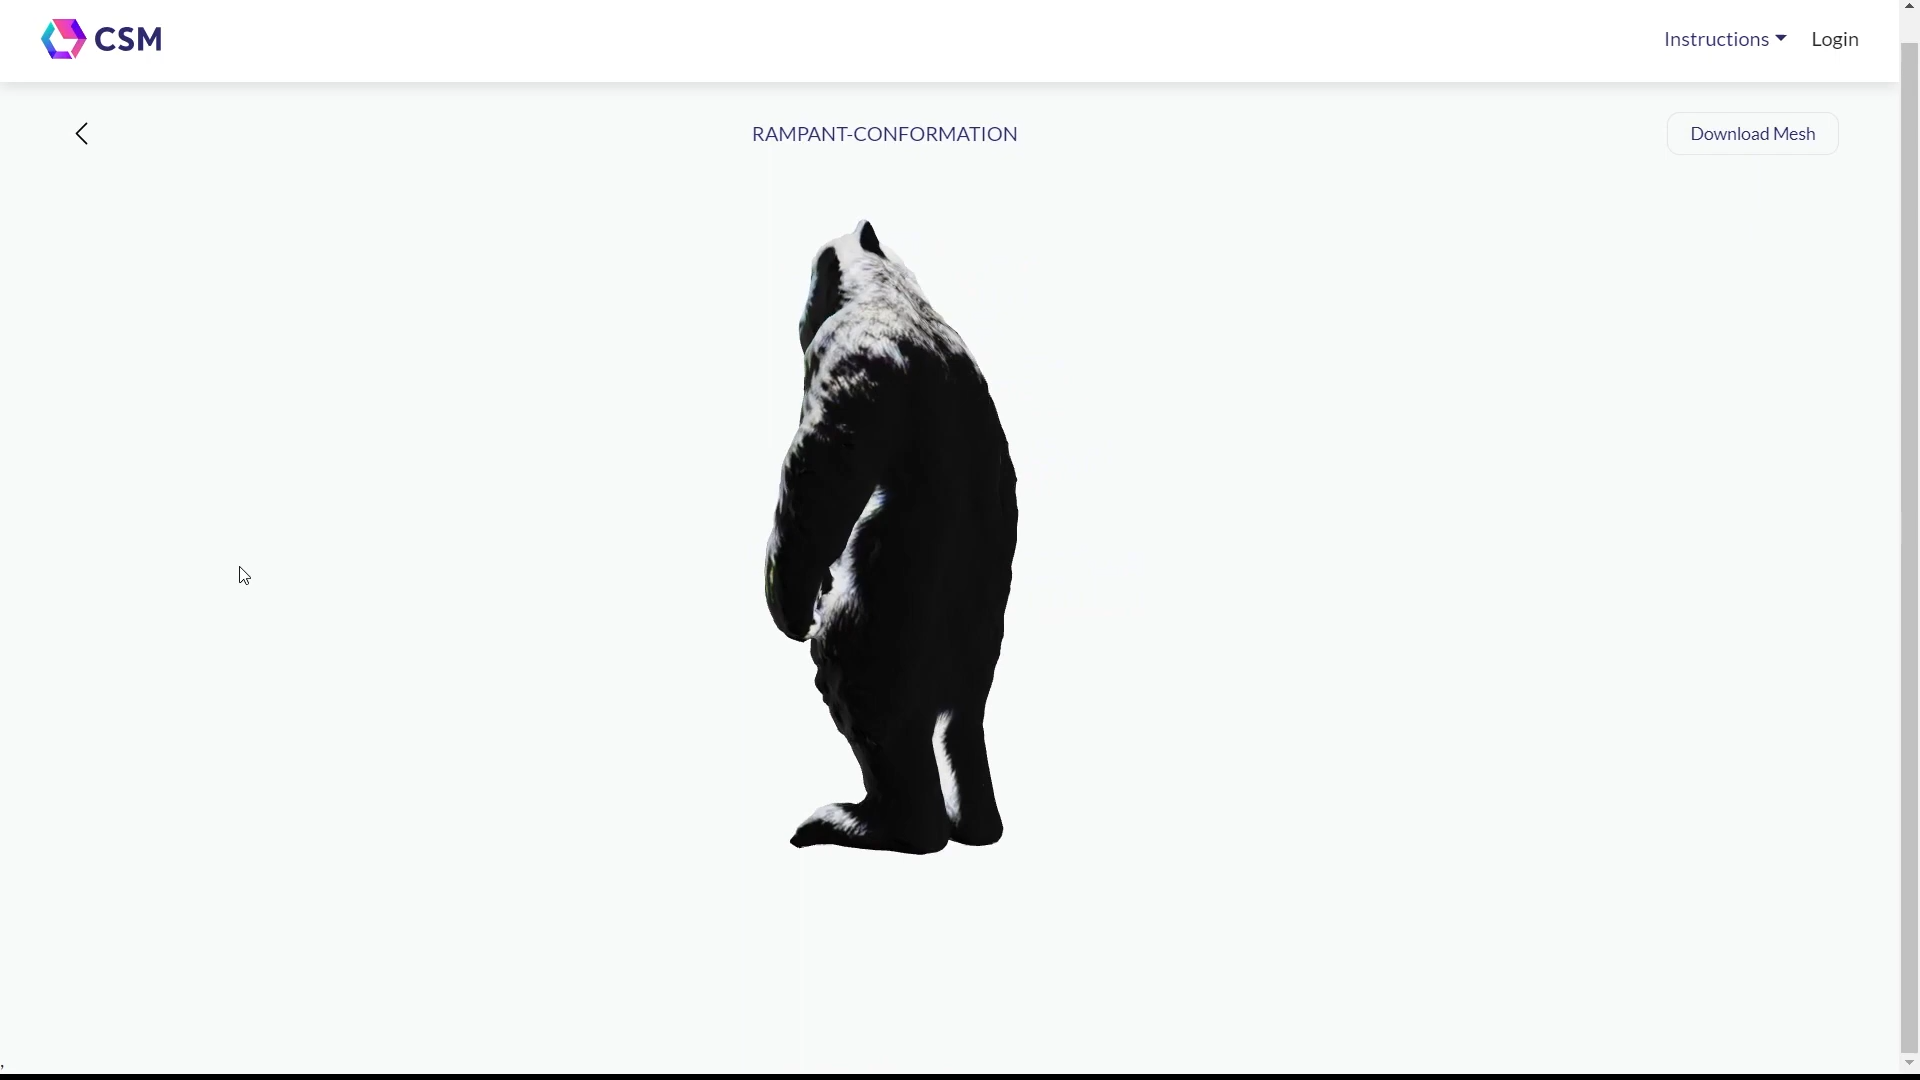 CSM
Instructions
Login
RAMPANT-CONFORMATION
Download Mesh
,